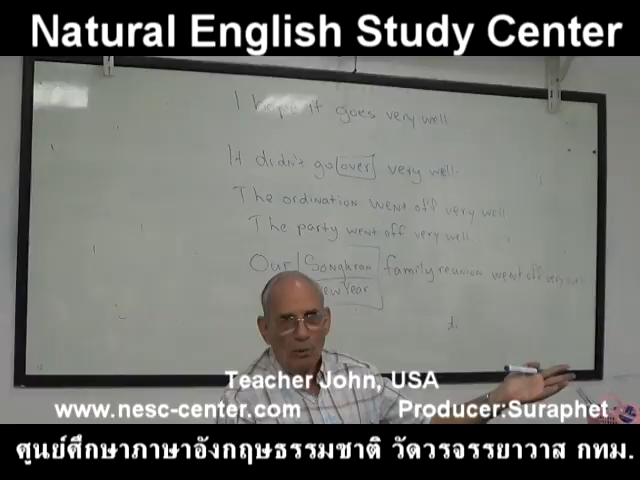 Natural English Study Center
I hope it goes very well
It didn't go over very well.
The ordination went off very well
The party went off very well
Our Songkran family reunion went off very well
New Year
di
Teacher John, USA
www.nesc-center.com Producer:Suraphet
ศูนย์ศึกษาภาษาอังกฤษธรรมชาติ วัดวรจรรยาวาส กทม.